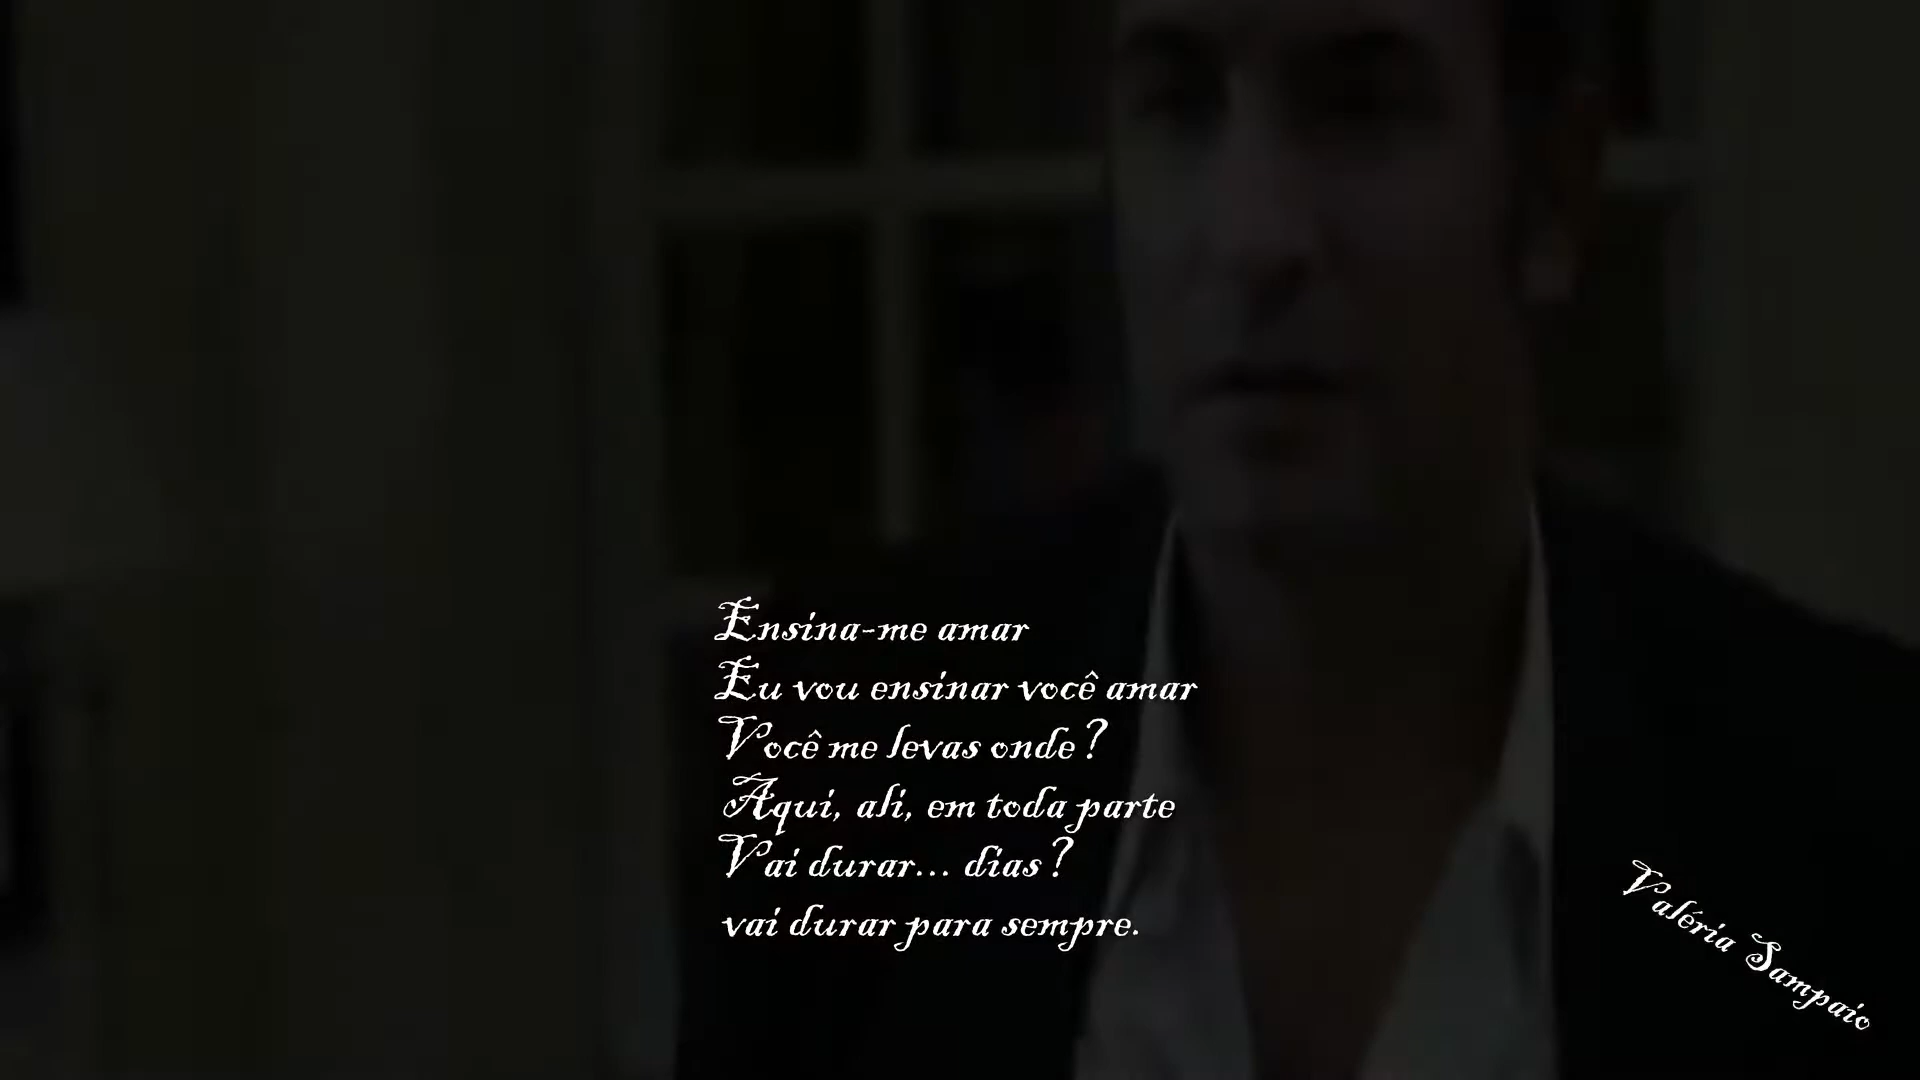 Ensina-me amar
Eu vou ensinar você amar
Você me levas onde?
Aqui, ali, em toda parte
Vai durar... dias?
vai durar para sempre.
Valéria Sampaio